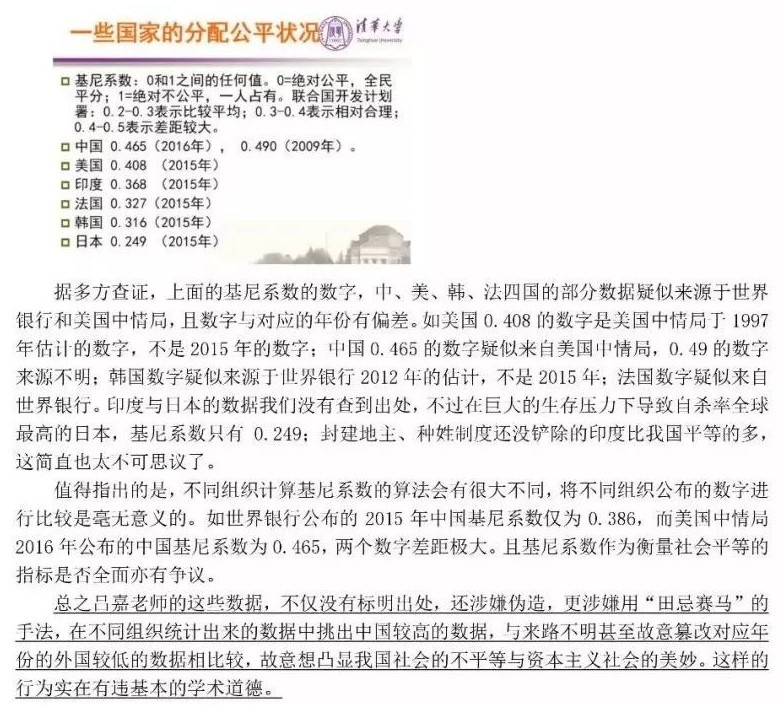 一些国家的分配公平状况
清华大学
Tsinghua University
基尼系数：0和1之间的任何值。0=绝对公平，全民
平分；1=绝对不公平，一人占有。联合国开发计划
署：0.2-0.3表示比较平均；0.3-0.4表示相对合理；
0.4-0.5表示差距较大。
中国 0.465（2016年）， 0.490（2009年）。
美国 0.408 （2015年）
印度 0.368 （2015年）
法国 0.327（2015年）
韩国 0.316（2015年）
日本 0.249 （2015年）
据多方查证，上面的基尼系数的数字，中、美、韩、法四国的部分数据疑似来源于世界
银行和美国中情局，且数字与对应的年份有偏差。如美国 0.408 的数字是美国中情局于 1997
年估计的数字，不是 2015 年的数字；中国 0.465 的数字疑似来自美国中情局，0.49 的数字
来源不明；韩国数字疑似来源于世界银行 2012 年的估计，不是 2015 年；法国数字疑似来自
世界银行。印度与日本的数据我们没有查到出处，不过在巨大的生存压力下导致自杀率全球
最高的日本，基尼系数只有 0.249；封建地主、种姓制度还没铲除的印度比我国平等的多，
这简直也太不可思议了。
值得指出的是，不同组织计算基尼系数的算法会有很大不同，将不同组织公布的数字进
行比较是毫无意义的。如世界银行公布的 2015 年中国基尼系数仅为 0.386，而美国中情局
2016 年公布的中国基尼系数为 0.465，两个数字差距极大。且基尼系数作为衡量社会平等的
指标是否全面亦有争议。
总之吕嘉老师的这些数据，不仅没有标明出处，还涉嫌伪造，更涉嫌用“田忌赛马”的
手法，在不同组织统计出来的数据中挑出中国较高的数据，与来路不明甚至故意篡改对应年
份的外国较低的数据相比较，故意想凸显我国社会的不平等与资本主义社会的美妙。这样的
行为实在有违基本的学术道德。